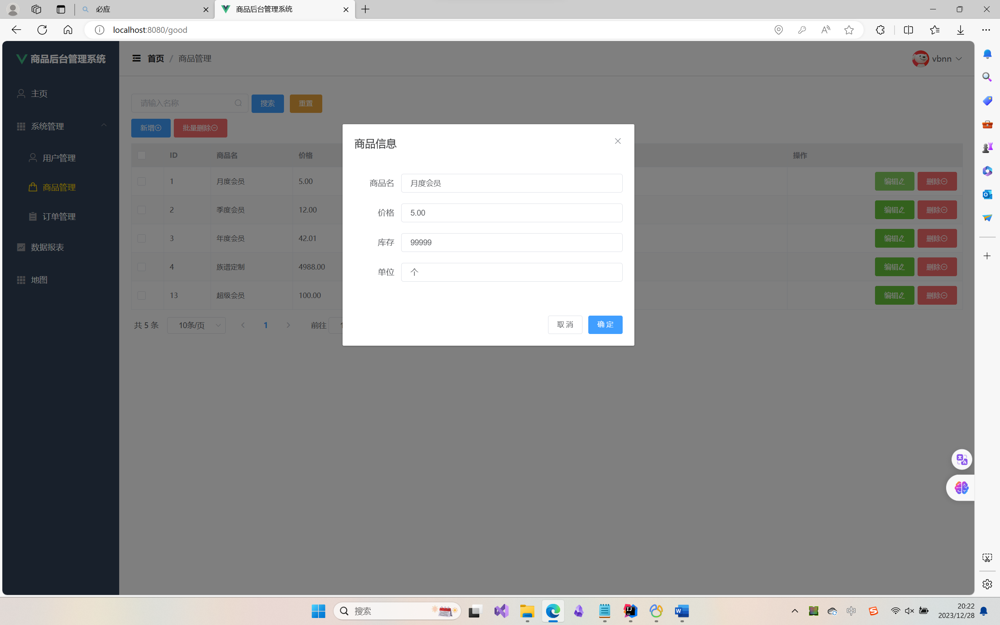 必应
商品后台管理系统
localhost:8080/good
商品后台管理系统
首页 / 商品管理
vbnn
主页
系统管理
用户管理
商品管理
订单管理
数据报表
地图
请输入名称
搜索
重置
新增
批量删除
ID 商品名 价格 操作
1 月度会员 5.00 编辑 删除
2 季度会员 12.00 编辑 删除
3 年度会员 42.01 编辑 删除
4 族谱定制 4988.00 编辑 删除
13 超级会员 100.00 编辑 删除
共 5 条 10条/页 1 前往 1
商品信息
商品名 月度会员
价格 5.00
库存 99999
单位 个
取 消 确 定
搜索
中
20:22
2023/12/28